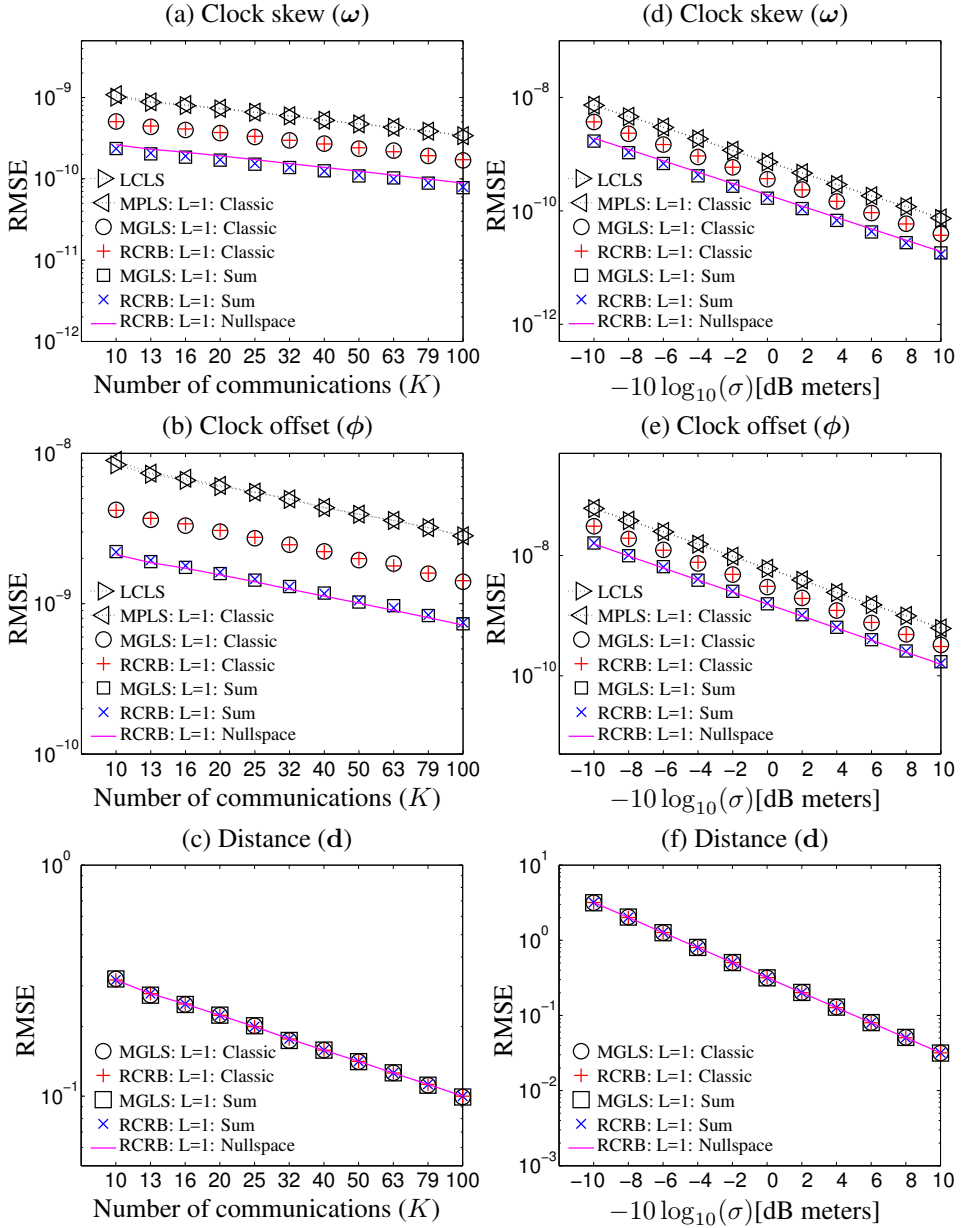 (a) Clock skew (ω)
RMSE
10⁻⁹
10⁻¹⁰
10⁻¹¹
10⁻¹²
LCLS
MPLS: L=1: Classic
MGLS: L=1: Classic
RCRB: L=1: Classic
MGLS: L=1: Sum
RCRB: L=1: Sum
RCRB: L=1: Nullspace
10 13 16 20 25 32 40 50 63 79 100
Number of communications (K)
(d) Clock skew (ω)
RMSE
10⁻⁸
10⁻¹⁰
10⁻¹²
LCLS
MPLS: L=1: Classic
MGLS: L=1: Classic
RCRB: L=1: Classic
MGLS: L=1: Sum
RCRB: L=1: Sum
RCRB: L=1: Nullspace
−10 −8 −6 −4 −2 0 2 4 6 8 10
−10 log₁₀(σ)[dB meters]
(b) Clock offset (ϕ)
RMSE
10⁻⁸
10⁻⁹
10⁻¹⁰
LCLS
MPLS: L=1: Classic
MGLS: L=1: Classic
RCRB: L=1: Classic
MGLS: L=1: Sum
RCRB: L=1: Sum
RCRB: L=1: Nullspace
10 13 16 20 25 32 40 50 63 79 100
Number of communications (K)
(e) Clock offset (ϕ)
RMSE
10⁻⁸
10⁻¹⁰
LCLS
MPLS: L=1: Classic
MGLS: L=1: Classic
RCRB: L=1: Classic
MGLS: L=1: Sum
RCRB: L=1: Sum
RCRB: L=1: Nullspace
−10 −8 −6 −4 −2 0 2 4 6 8 10
−10 log₁₀(σ)[dB meters]
(c) Distance (d)
RMSE
10⁰
10⁻¹
MGLS: L=1: Classic
RCRB: L=1: Classic
MGLS: L=1: Sum
RCRB: L=1: Sum
RCRB: L=1: Nullspace
10 13 16 20 25 32 40 50 63 79 100
Number of communications (K)
(f) Distance (d)
RMSE
10¹
10⁰
10⁻¹
10⁻²
10⁻³
MGLS: L=1: Classic
RCRB: L=1: Classic
MGLS: L=1: Sum
RCRB: L=1: Sum
RCRB: L=1: Nullspace
−10 −8 −6 −4 −2 0 2 4 6 8 10
−10 log₁₀(σ)[dB meters]